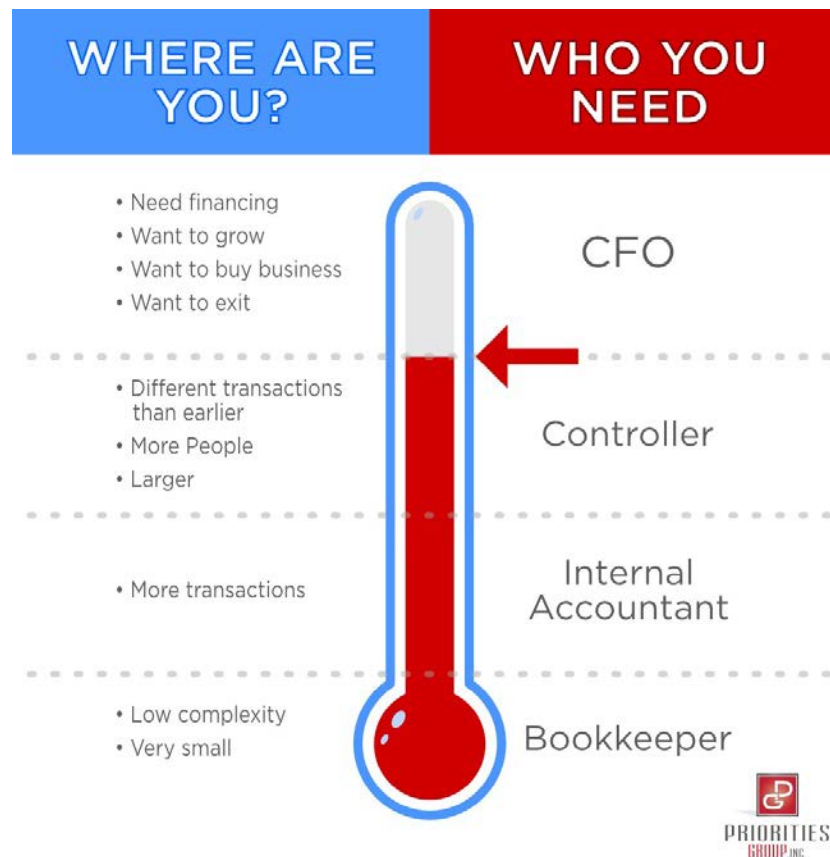 WHERE ARE
YOU?
WHO YOU
NEED
• Need financing
• Want to grow
• Want to buy business
• Want to exit
CFO
• Different transactions
than earlier
• More People
• Larger
Controller
• More transactions
Internal
Accountant
• Low complexity
• Very small
Bookkeeper
PRIORITIES
GROUP INC